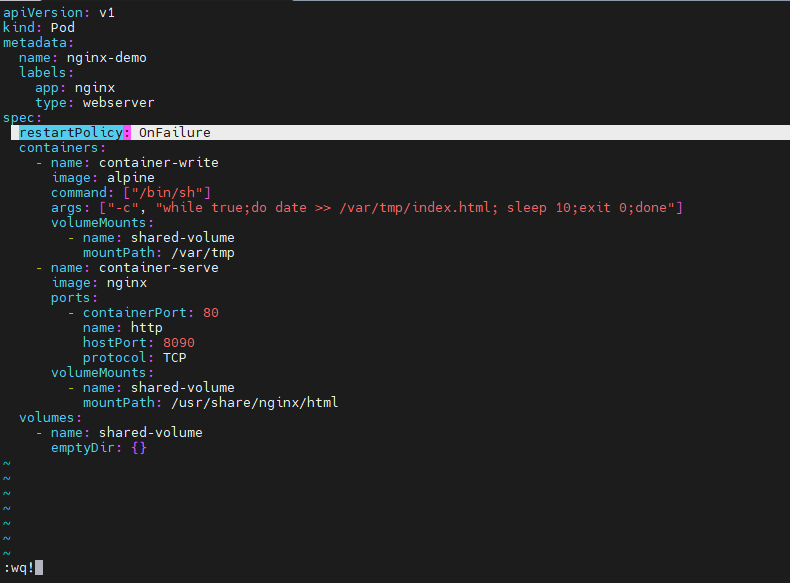 apiVersion: v1
kind: Pod
metadata:
  name: nginx-demo
  labels:
    app: nginx
    type: webserver
spec:
  restartPolicy: OnFailure
  containers:
    - name: container-write
      image: alpine
      command: ["/bin/sh"]
      args: ["-c", "while true;do date >> /var/tmp/index.html; sleep 10;exit 0;done"]
      volumeMounts:
        - name: shared-volume
          mountPath: /var/tmp
    - name: container-serve
      image: nginx
      ports:
        - containerPort: 80
          name: http
          hostPort: 8090
          protocol: TCP
      volumeMounts:
        - name: shared-volume
          mountPath: /usr/share/nginx/html
  volumes:
    - name: shared-volume
      emptyDir: {}
~
~
~
~
~
~
~
:wq!